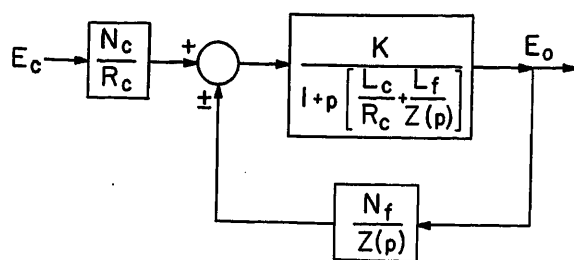 E_c
N_c
R_c
+
±
K
1+p [ L_c/R_c + L_f/Z(p) ]
E_o
N_f
Z(p)